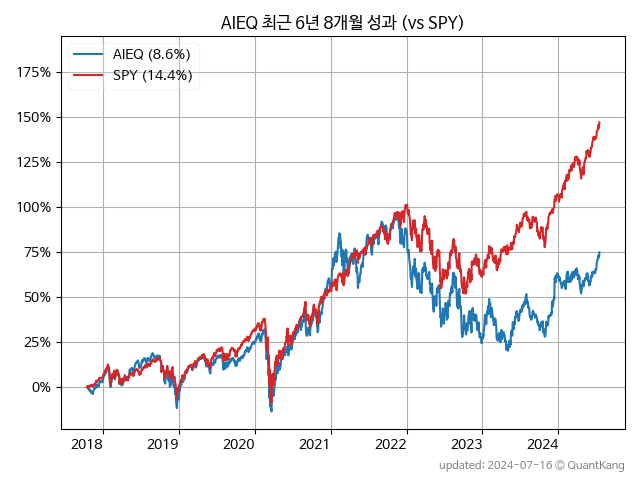 AIEQ 최근 6년 8개월 성과 (vs SPY)
AIEQ (8.6%)
SPY (14.4%)
175%
150%
125%
100%
75%
50%
25%
0%
2018 2019 2020 2021 2022 2023 2024
updated: 2024-07-16 © QuantKang